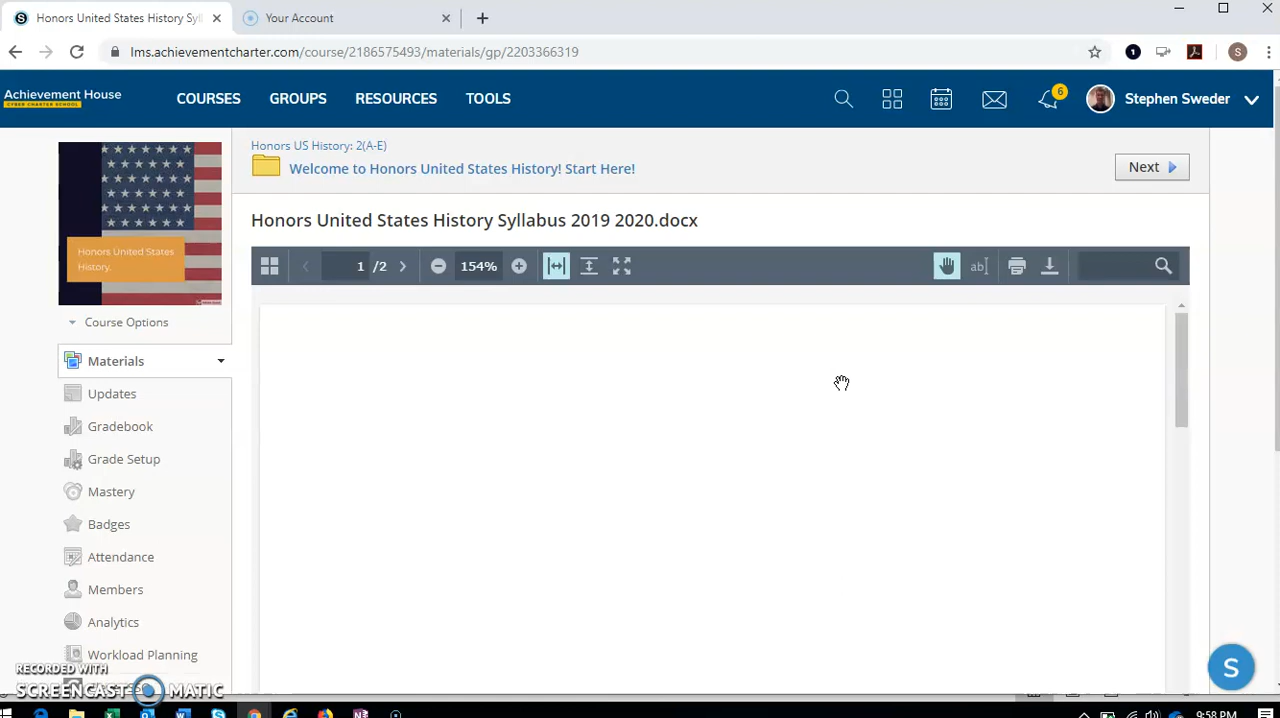 Honors United States History Syl
Your Account
lms.achievementcharter.com/course/2186575493/materials/gp/2203366319
1
S
Achievement House
CYBER CHARTER SCHOOL
COURSES
GROUPS
RESOURCES
TOOLS
6
Stephen Sweder
Honors US History: 2(A-E)
Welcome to Honors United States History! Start Here!
Next
Honors United States
History.
Honors United States History Syllabus 2019 2020.docx
1 /2
154%
ab
Course Options
Materials
Updates
Gradebook
Grade Setup
Mastery
Badges
Attendance
Members
Analytics
Workload Planning
RECORDED WITH
SCREENCAST MATIC
S
9:58 PM